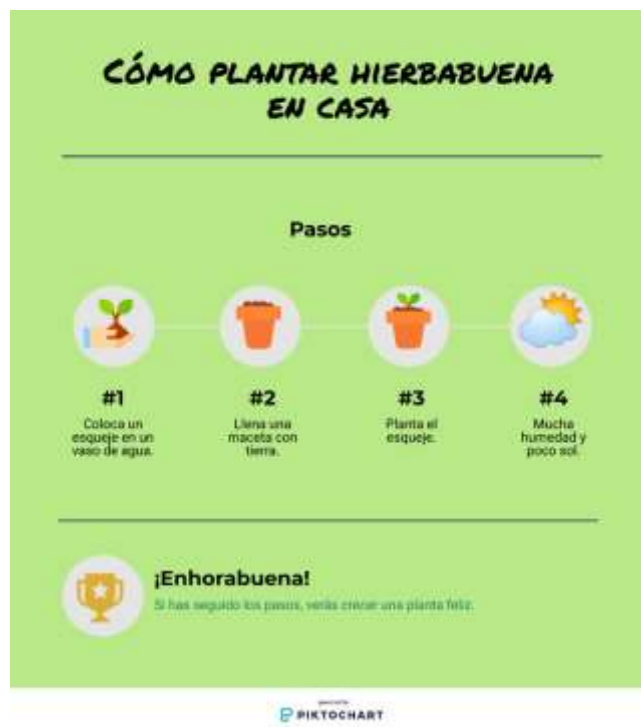 CÓMO PLANTAR HIERBABUENA
EN CASA
Pasos
#1
Coloca un
esqueje en un
vaso de agua.
#2
Llena una
maceta con
tierra.
#3
Planta el
esqueje.
#4
Mucha
humedad y
poco sol.
¡Enhorabuena!
Si has seguido los pasos, verás crecer una planta feliz.
PIKTOCHART